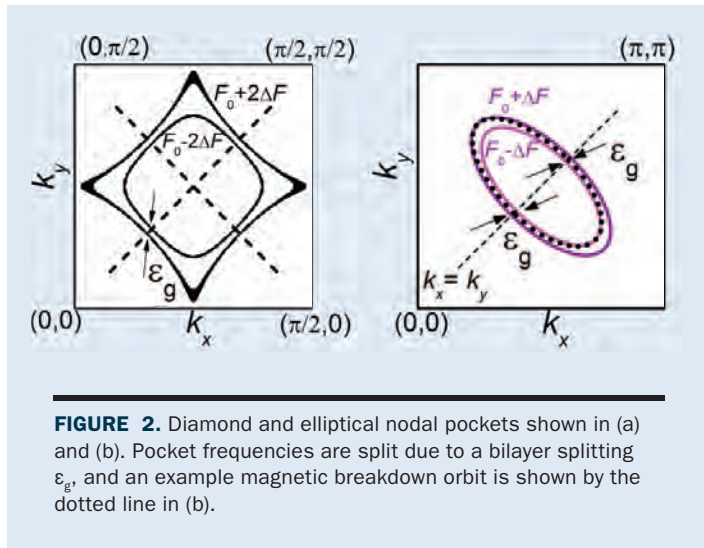 (0,π/2) (π/2,π/2)
F₀+2ΔF
F₀-2ΔF
k_y
ε_g
(0,0) k_x (π/2,0)
(π,π)
F₀+ΔF
F₀-ΔF
ε_g
k_y
ε_g
k_x= k_y
(0,0) k_x
FIGURE 2. Diamond and elliptical nodal pockets shown in (a)
and (b). Pocket frequencies are split due to a bilayer splitting
ε_g, and an example magnetic breakdown orbit is shown by the
dotted line in (b).